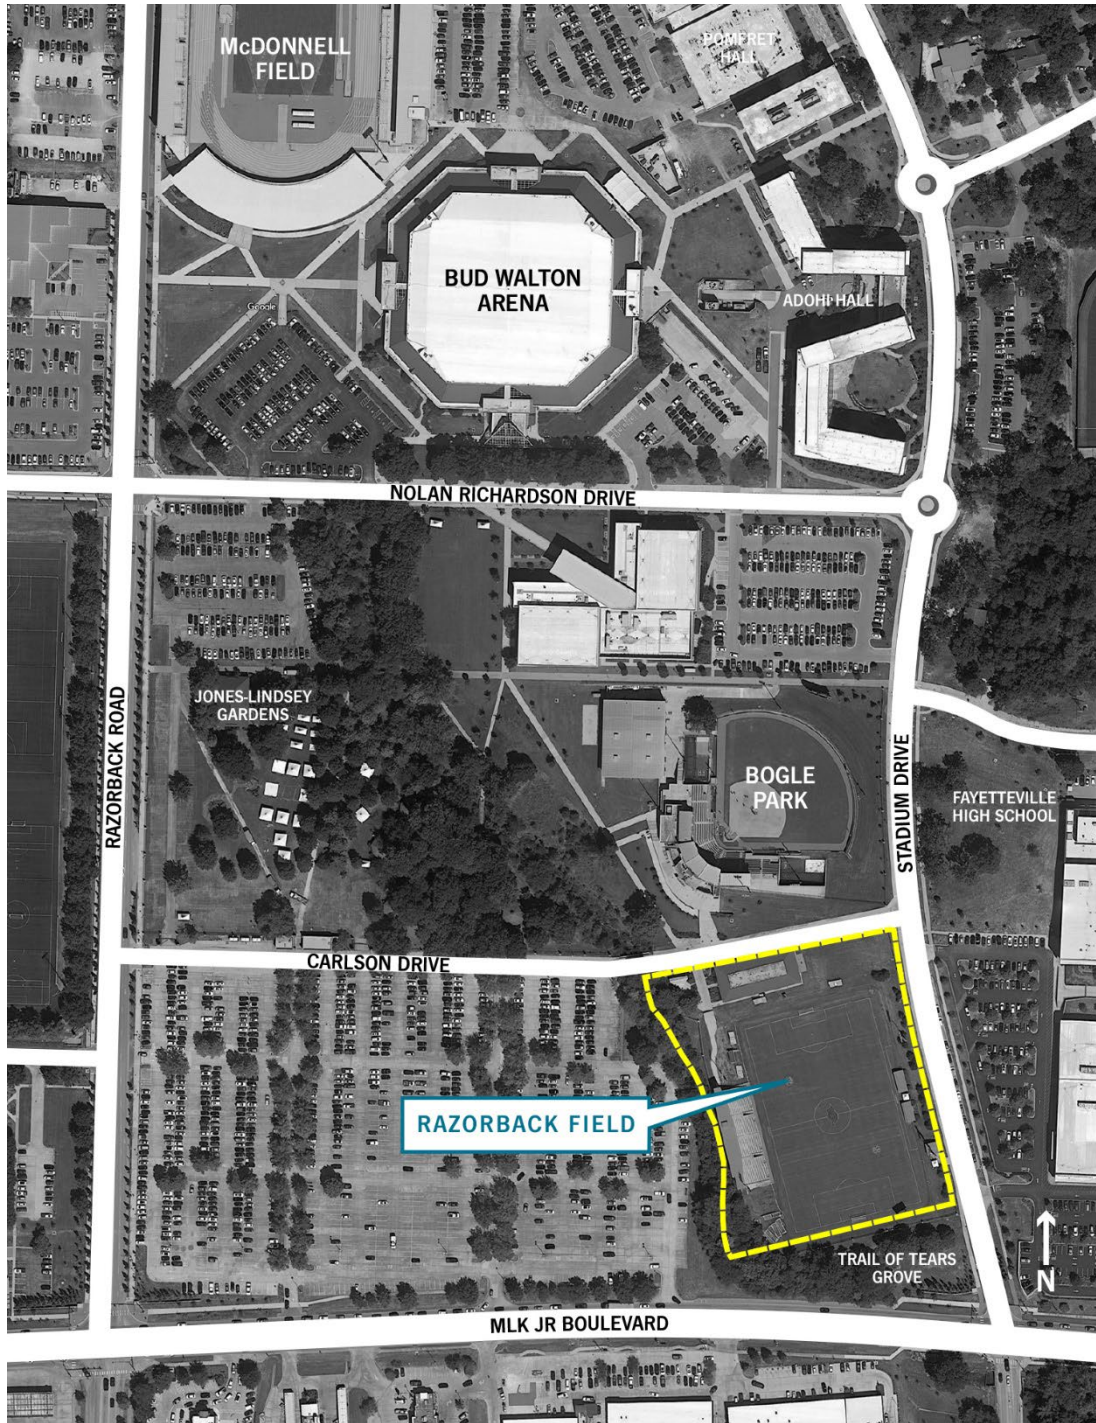 McDONNELL
FIELD
POMFRET
HALL
BUD WALTON
ARENA
ADOHI HALL
Google
NOLAN RICHARDSON DRIVE
RAZORBACK ROAD
JONES-LINDSEY
GARDENS
BOGLE
PARK
STADIUM DRIVE
FAYETTEVILLE
HIGH SCHOOL
CARLSON DRIVE
RAZORBACK FIELD
TRAIL OF TEARS
GROVE
N
MLK JR BOULEVARD